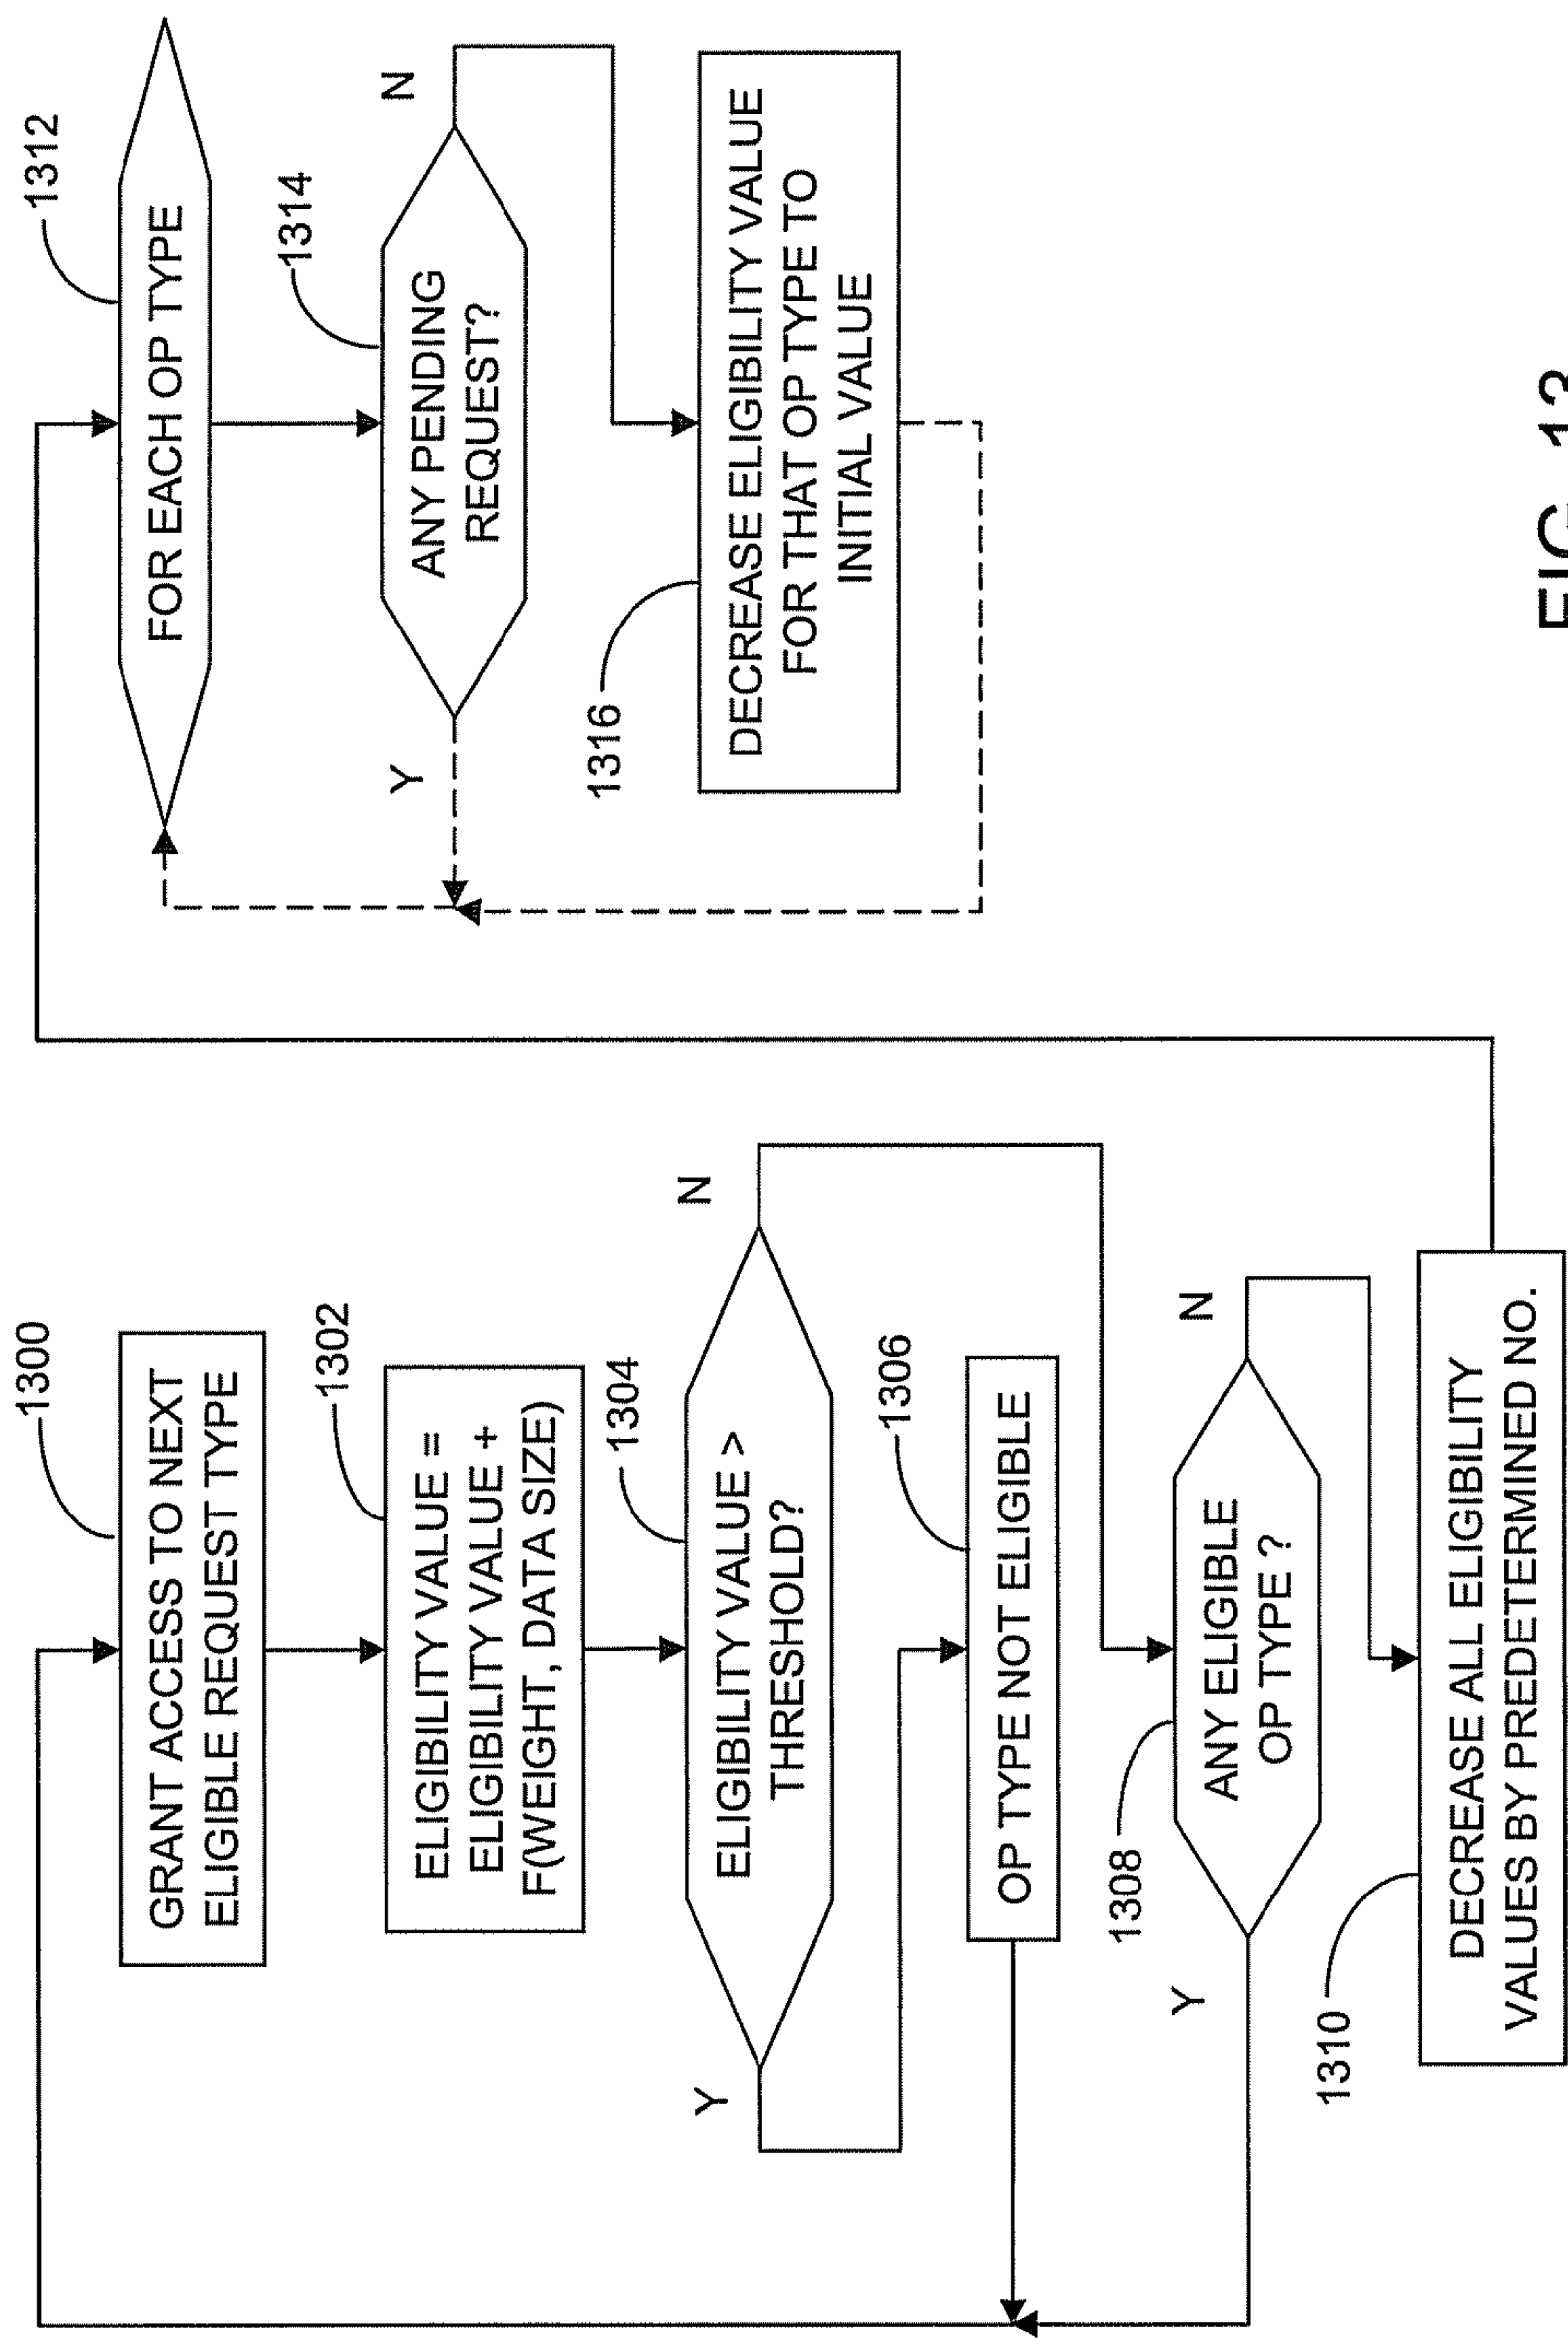 1300
GRANT ACCESS TO NEXT
ELIGIBLE REQUEST TYPE
1302
ELIGIBILITY VALUE =
ELIGIBILITY VALUE +
F(WEIGHT, DATA SIZE)
1304
ELIGIBILITY VALUE >
THRESHOLD?
Y
N
1306
OP TYPE NOT ELIGIBLE
1308
ANY ELIGIBLE
OP TYPE ?
Y
N
1310
DECREASE ALL ELIGIBILITY
VALUES BY PREDETERMINED NO.
1312
FOR EACH OP TYPE
1314
ANY PENDING
REQUEST?
Y
N
1316
DECREASE ELIGIBILITY VALUE
FOR THAT OP TYPE TO
INITIAL VALUE
FIG. 13